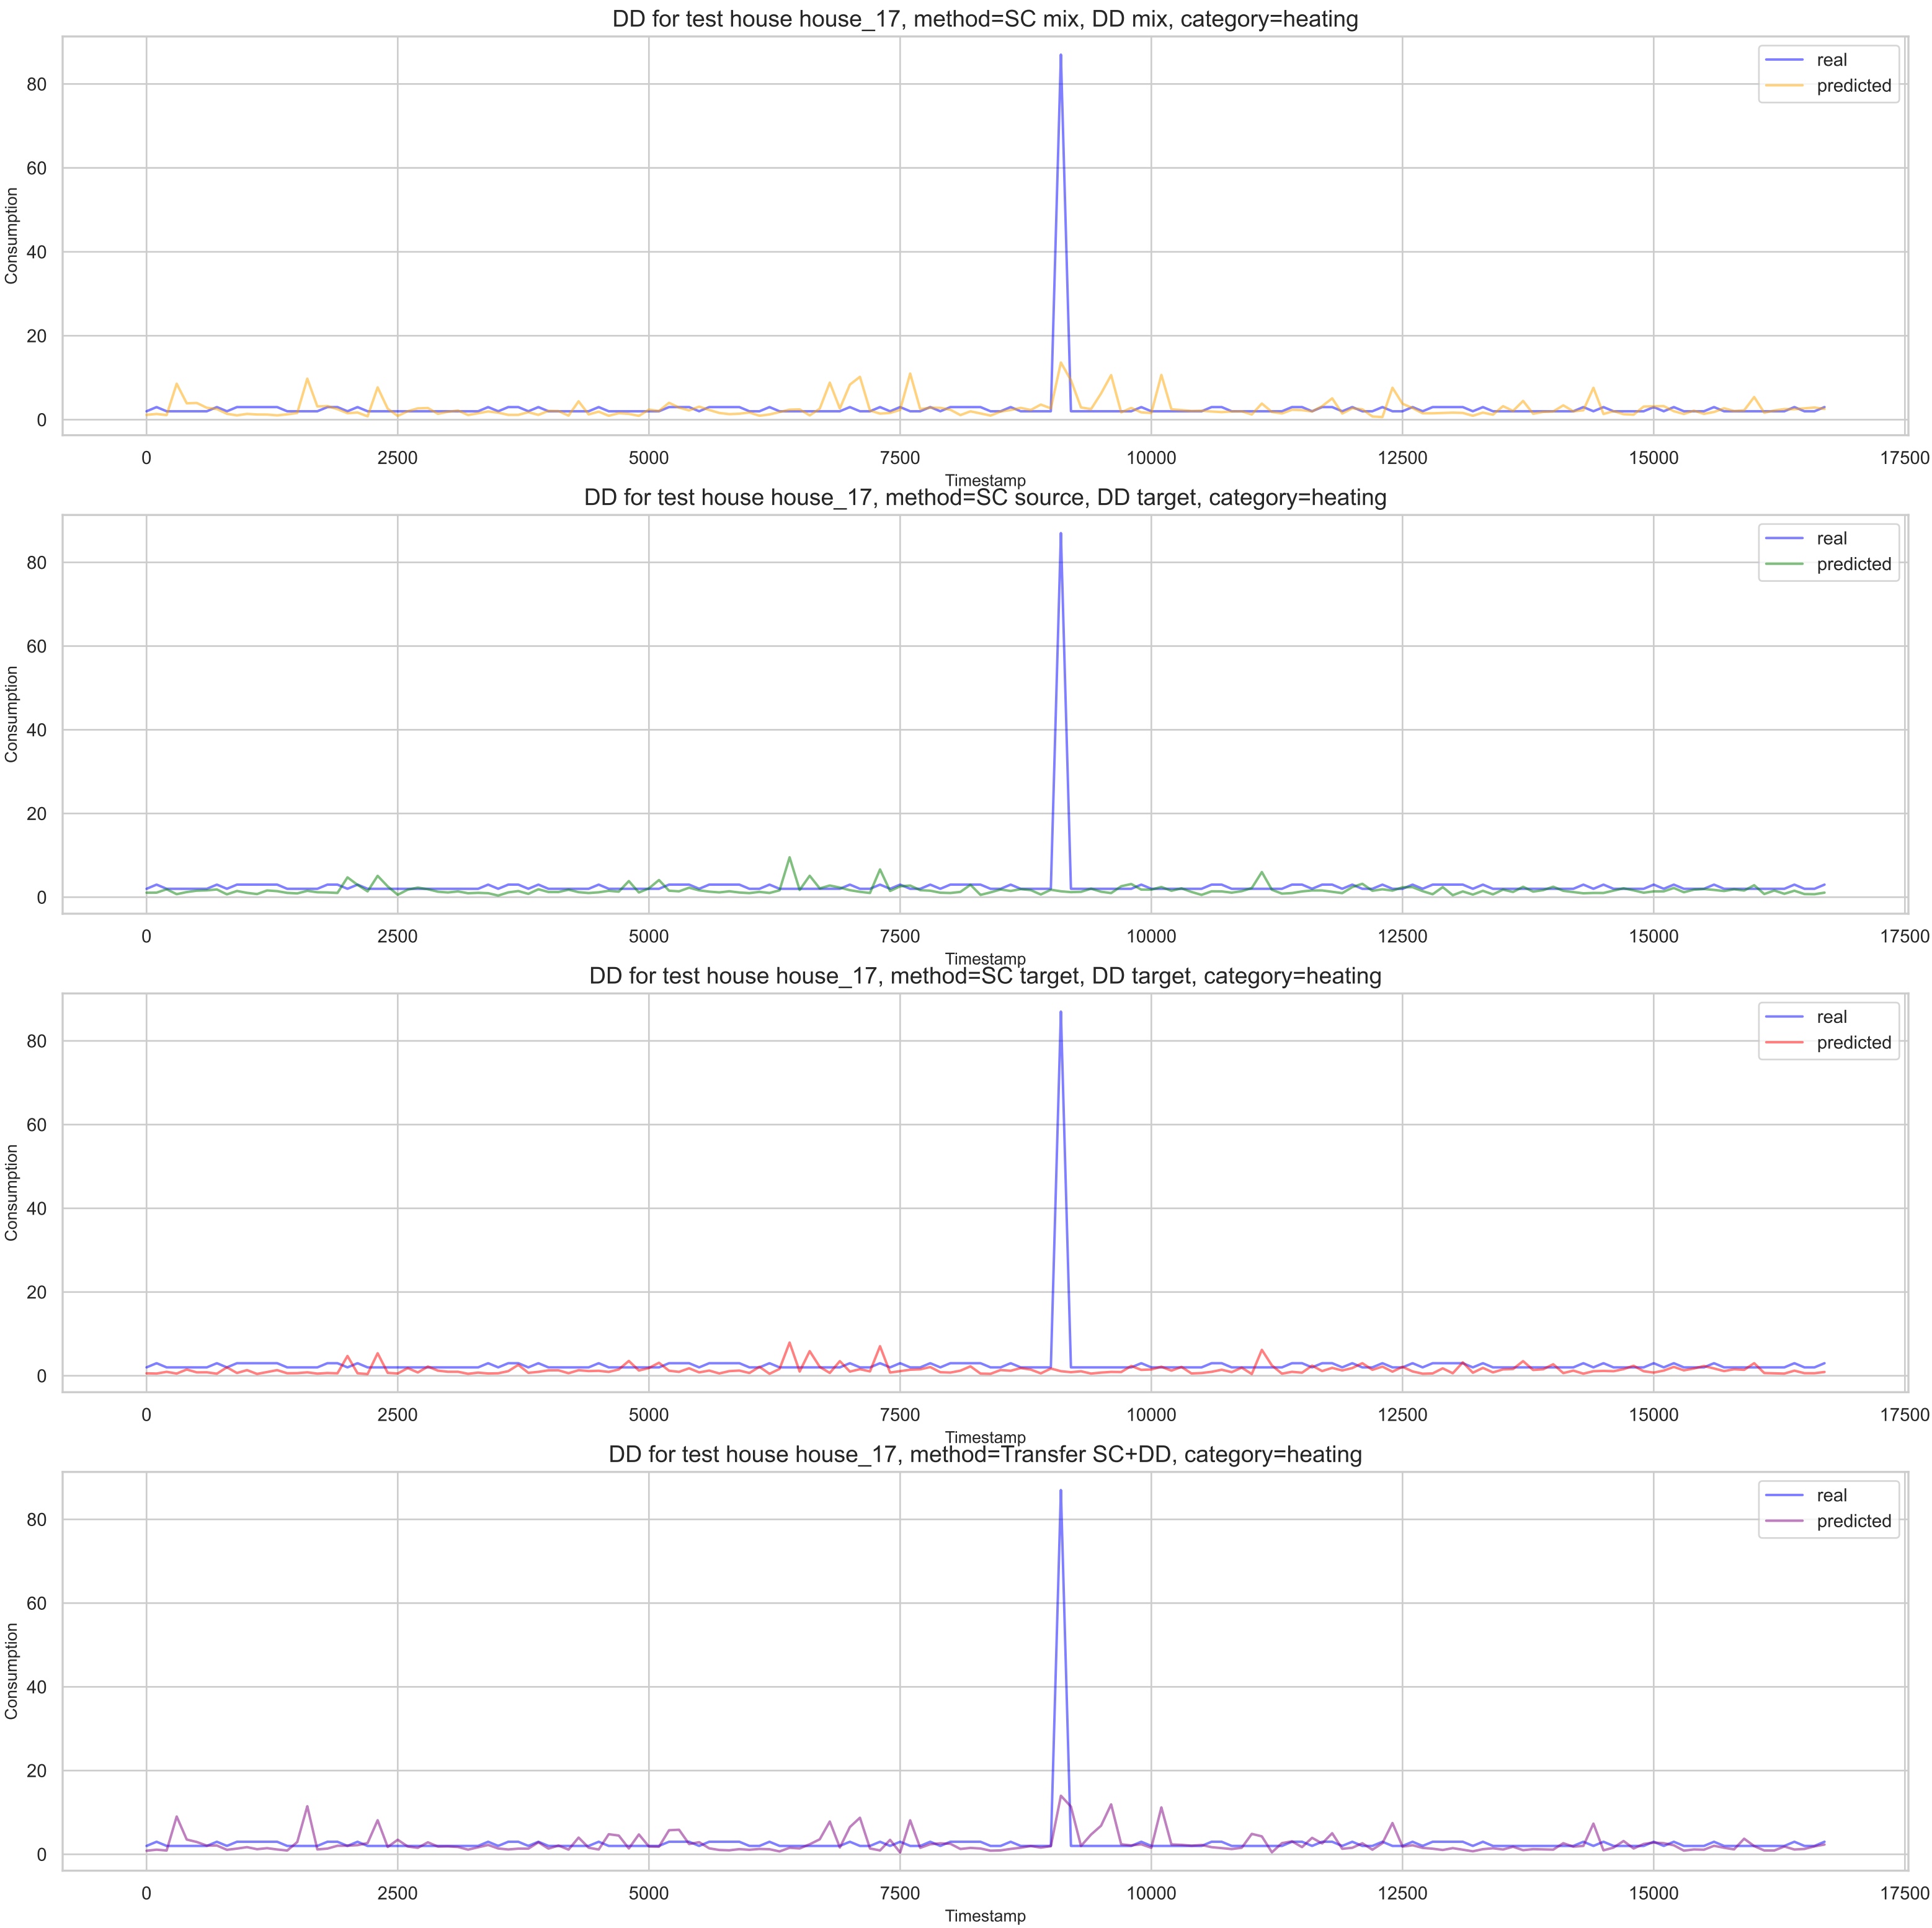 DD for test house house_17, method=SC mix, DD mix, category=heating
real
predicted
80
60
40
20
0
Consumption
0 2500 5000 7500 10000 12500 15000 17500
Timestamp
DD for test house house_17, method=SC source, DD target, category=heating
real
predicted
80
60
40
20
0
Consumption
0 2500 5000 7500 10000 12500 15000 17500
Timestamp
DD for test house house_17, method=SC target, DD target, category=heating
real
predicted
80
60
40
20
0
Consumption
0 2500 5000 7500 10000 12500 15000 17500
Timestamp
DD for test house house_17, method=Transfer SC+DD, category=heating
real
predicted
80
60
40
20
0
Consumption
0 2500 5000 7500 10000 12500 15000 17500
Timestamp